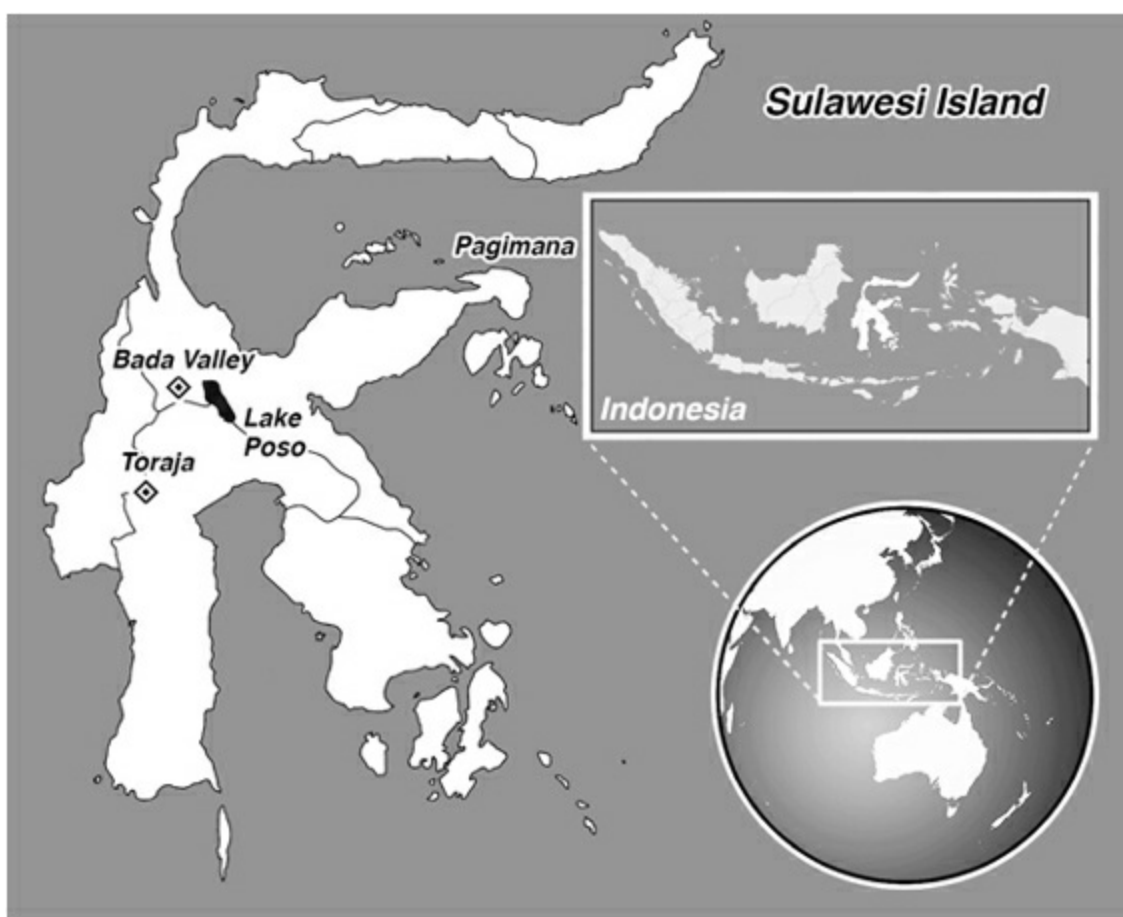 Sulawesi Island
Pagimana
Bada Valley
Indonesia
Lake
Poso
Toraja